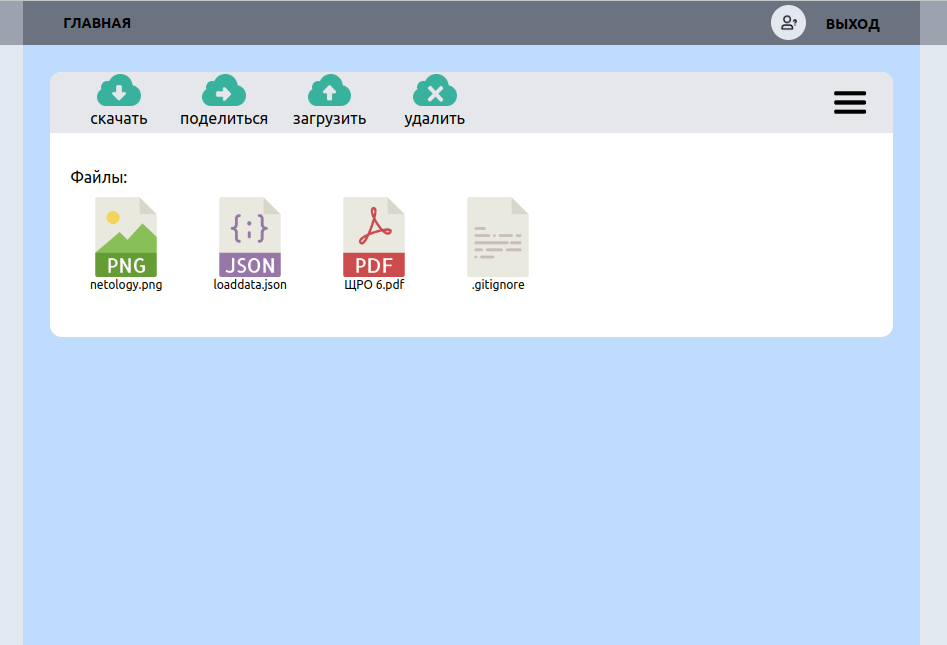 ГЛАВНАЯ ВЫХОД
скачать поделиться загрузить удалить
Файлы:
PNG JSON PDF
netology.png loaddata.json ЩРО 6.pdf .gitignore